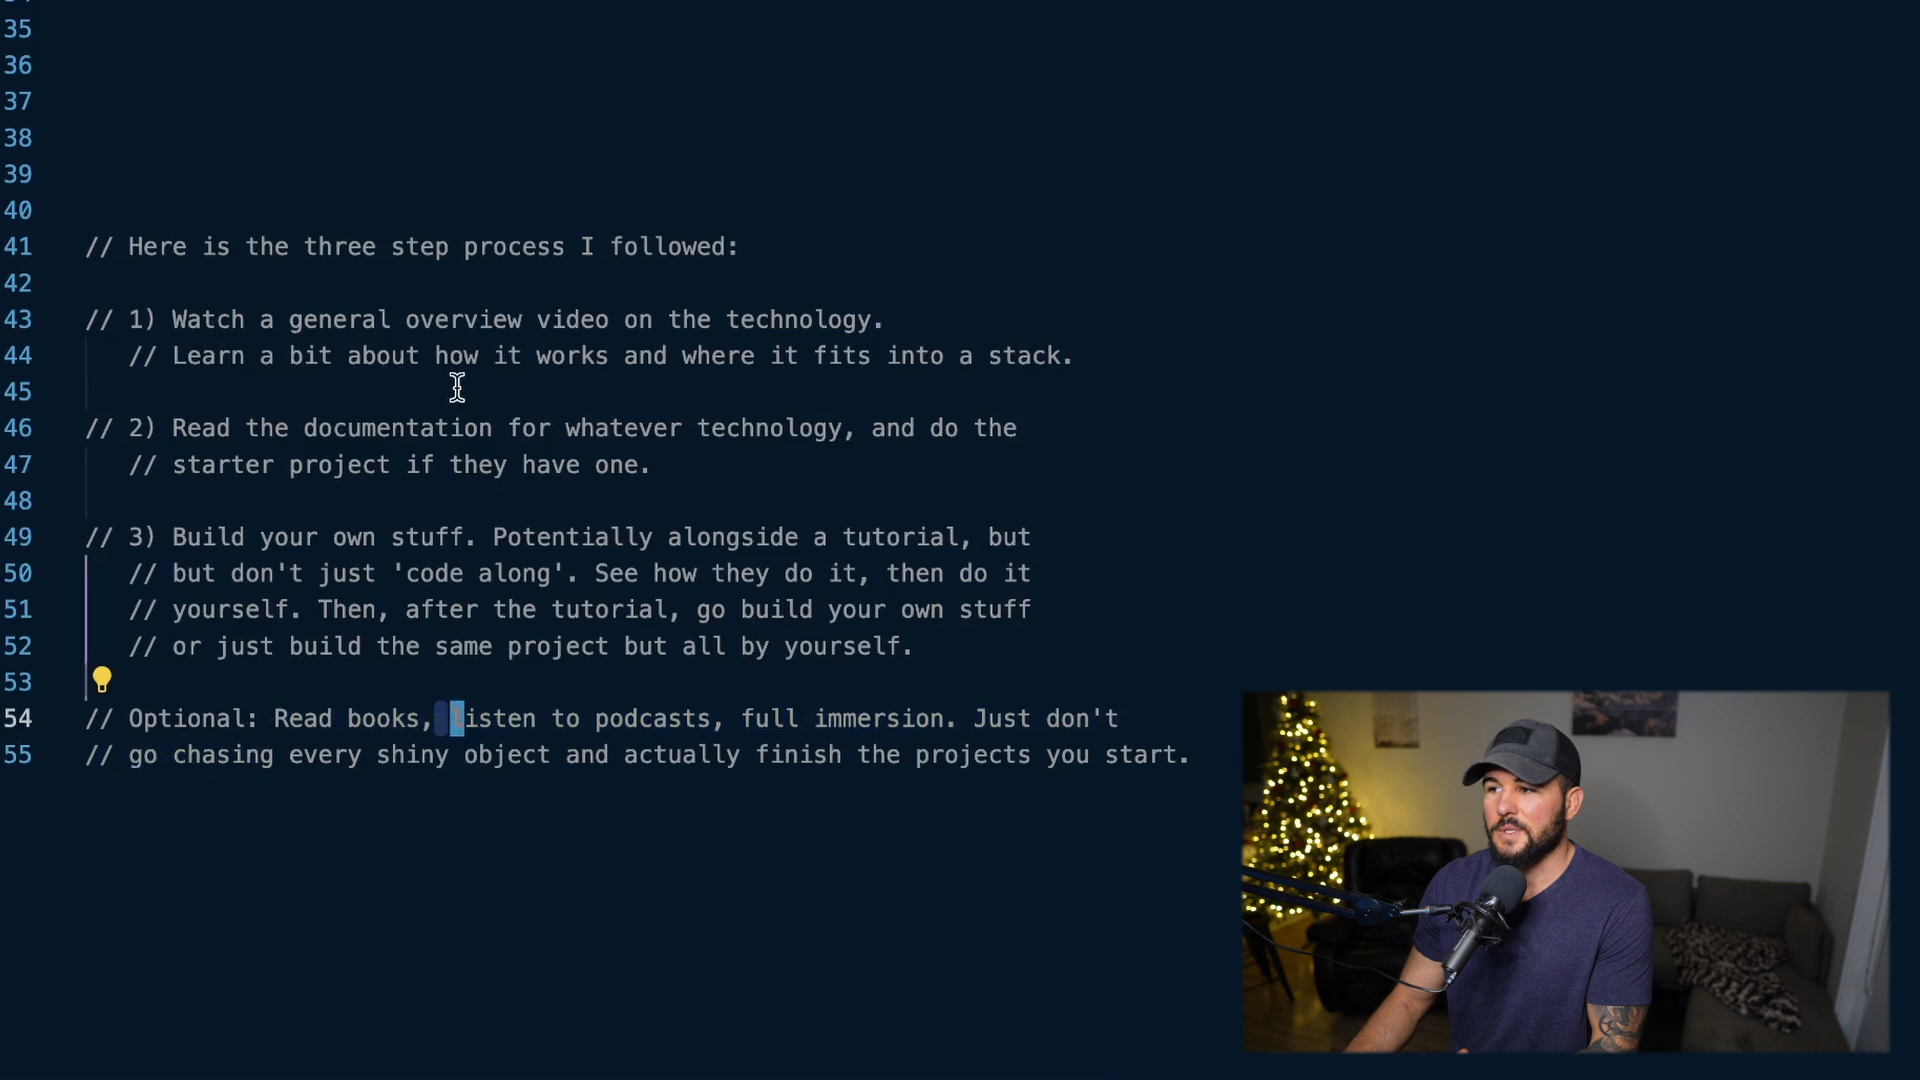 35
36
37
38
39
40
41 // Here is the three step process I followed:
42
43 // 1) Watch a general overview video on the technology.
44 // Learn a bit about how it works and where it fits into a stack.
45
46 // 2) Read the documentation for whatever technology, and do the
47 // starter project if they have one.
48
49 // 3) Build your own stuff. Potentially alongside a tutorial, but
50 // but don't just 'code along'. See how they do it, then do it
51 // yourself. Then, after the tutorial, go build your own stuff
52 // or just build the same project but all by yourself.
53
54 // Optional: Read books, listen to podcasts, full immersion. Just don't
55 // go chasing every shiny object and actually finish the projects you start.